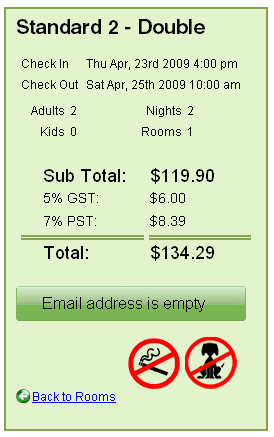 Standard 2 - Double
Check In Thu Apr, 23rd 2009 4:00 pm
Check Out Sat Apr, 25th 2009 10:00 am
Adults 2 Nights 2
Kids 0 Rooms 1
Sub Total: $119.90
5% GST: $6.00
7% PST: $8.39
Total: $134.29
Email address is empty
Back to Rooms